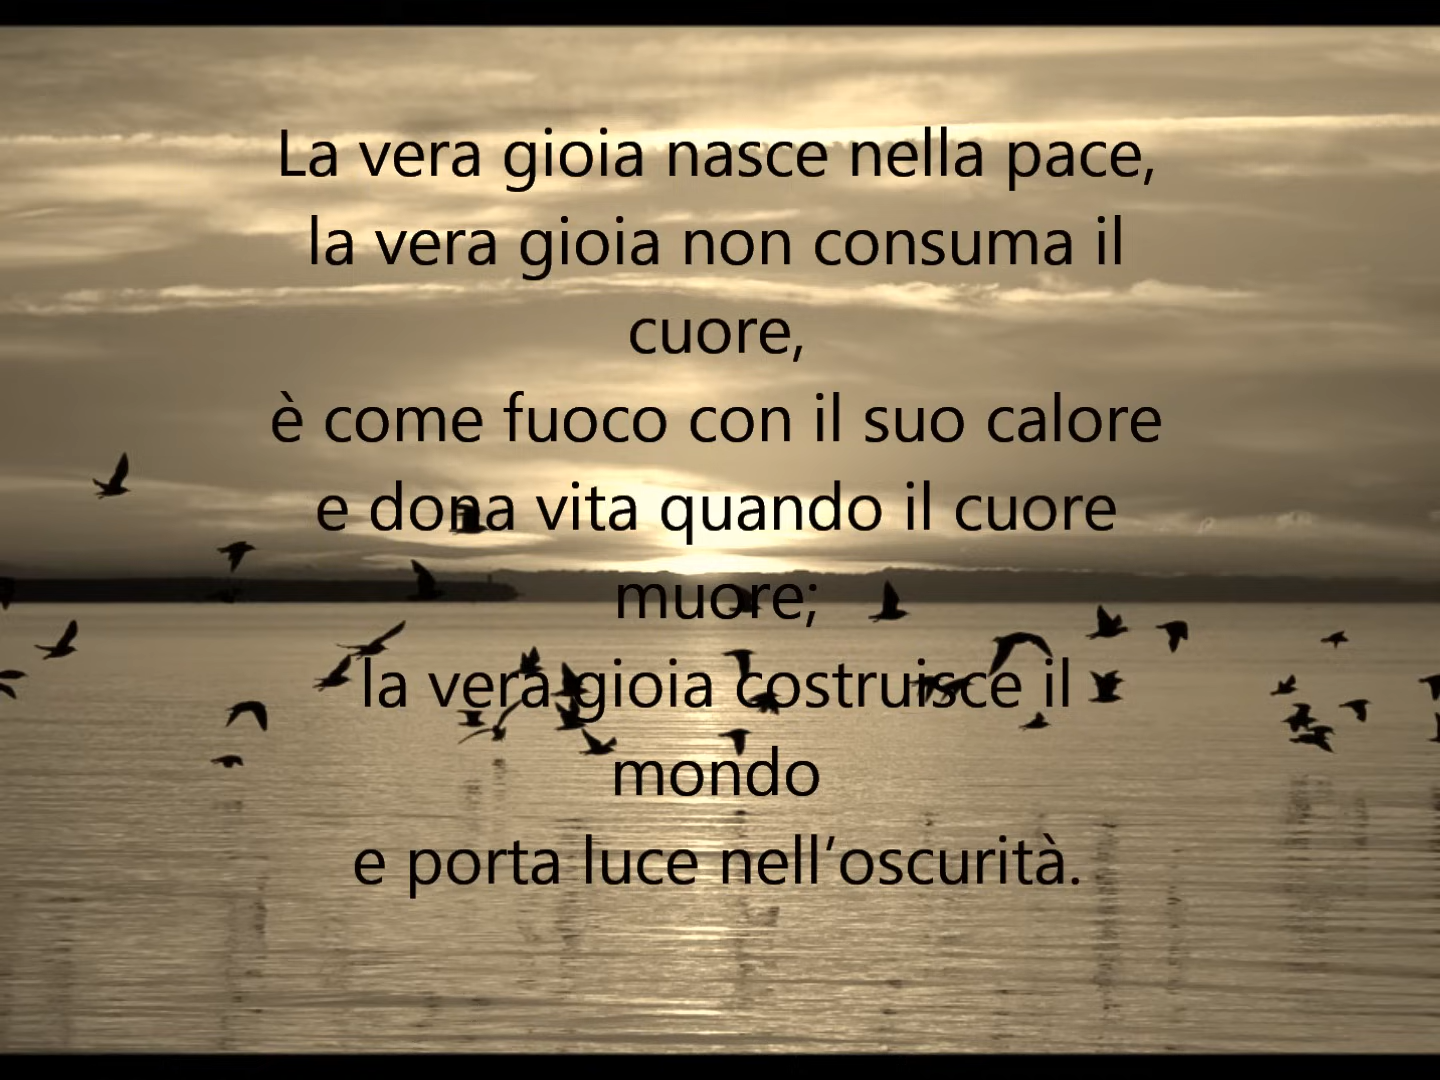 La vera gioia nasce nella pace,
la vera gioia non consuma il
cuore,
è come fuoco con il suo calore
e dona vita quando il cuore
muore;
la vera gioia costruisce il
mondo
e porta luce nell’oscurità.